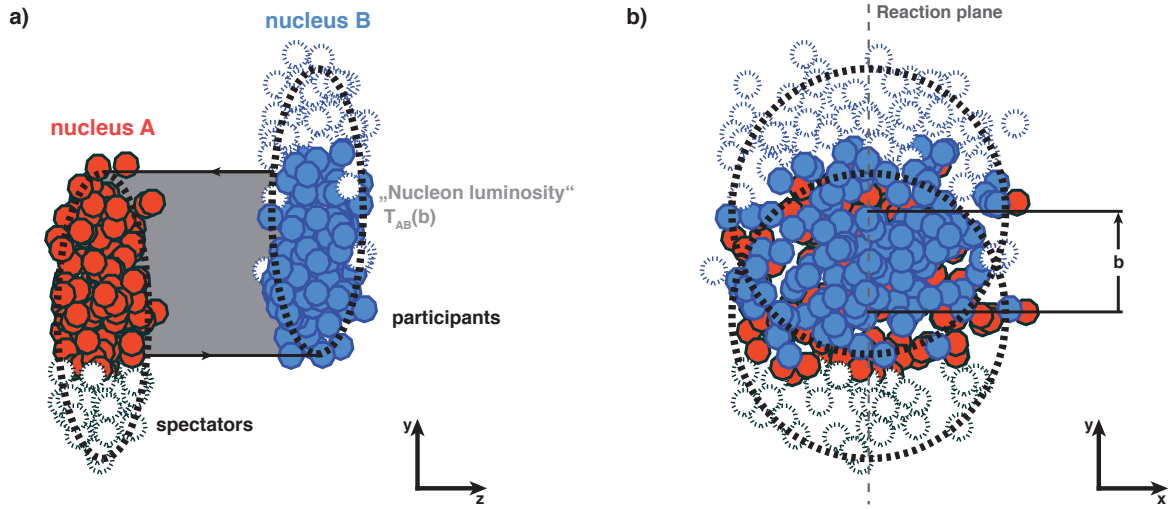 a)
nucleus B
nucleus A
„Nucleon luminosity“
T_AB(b)
participants
spectators
y
z
b)
Reaction plane
b
y
x